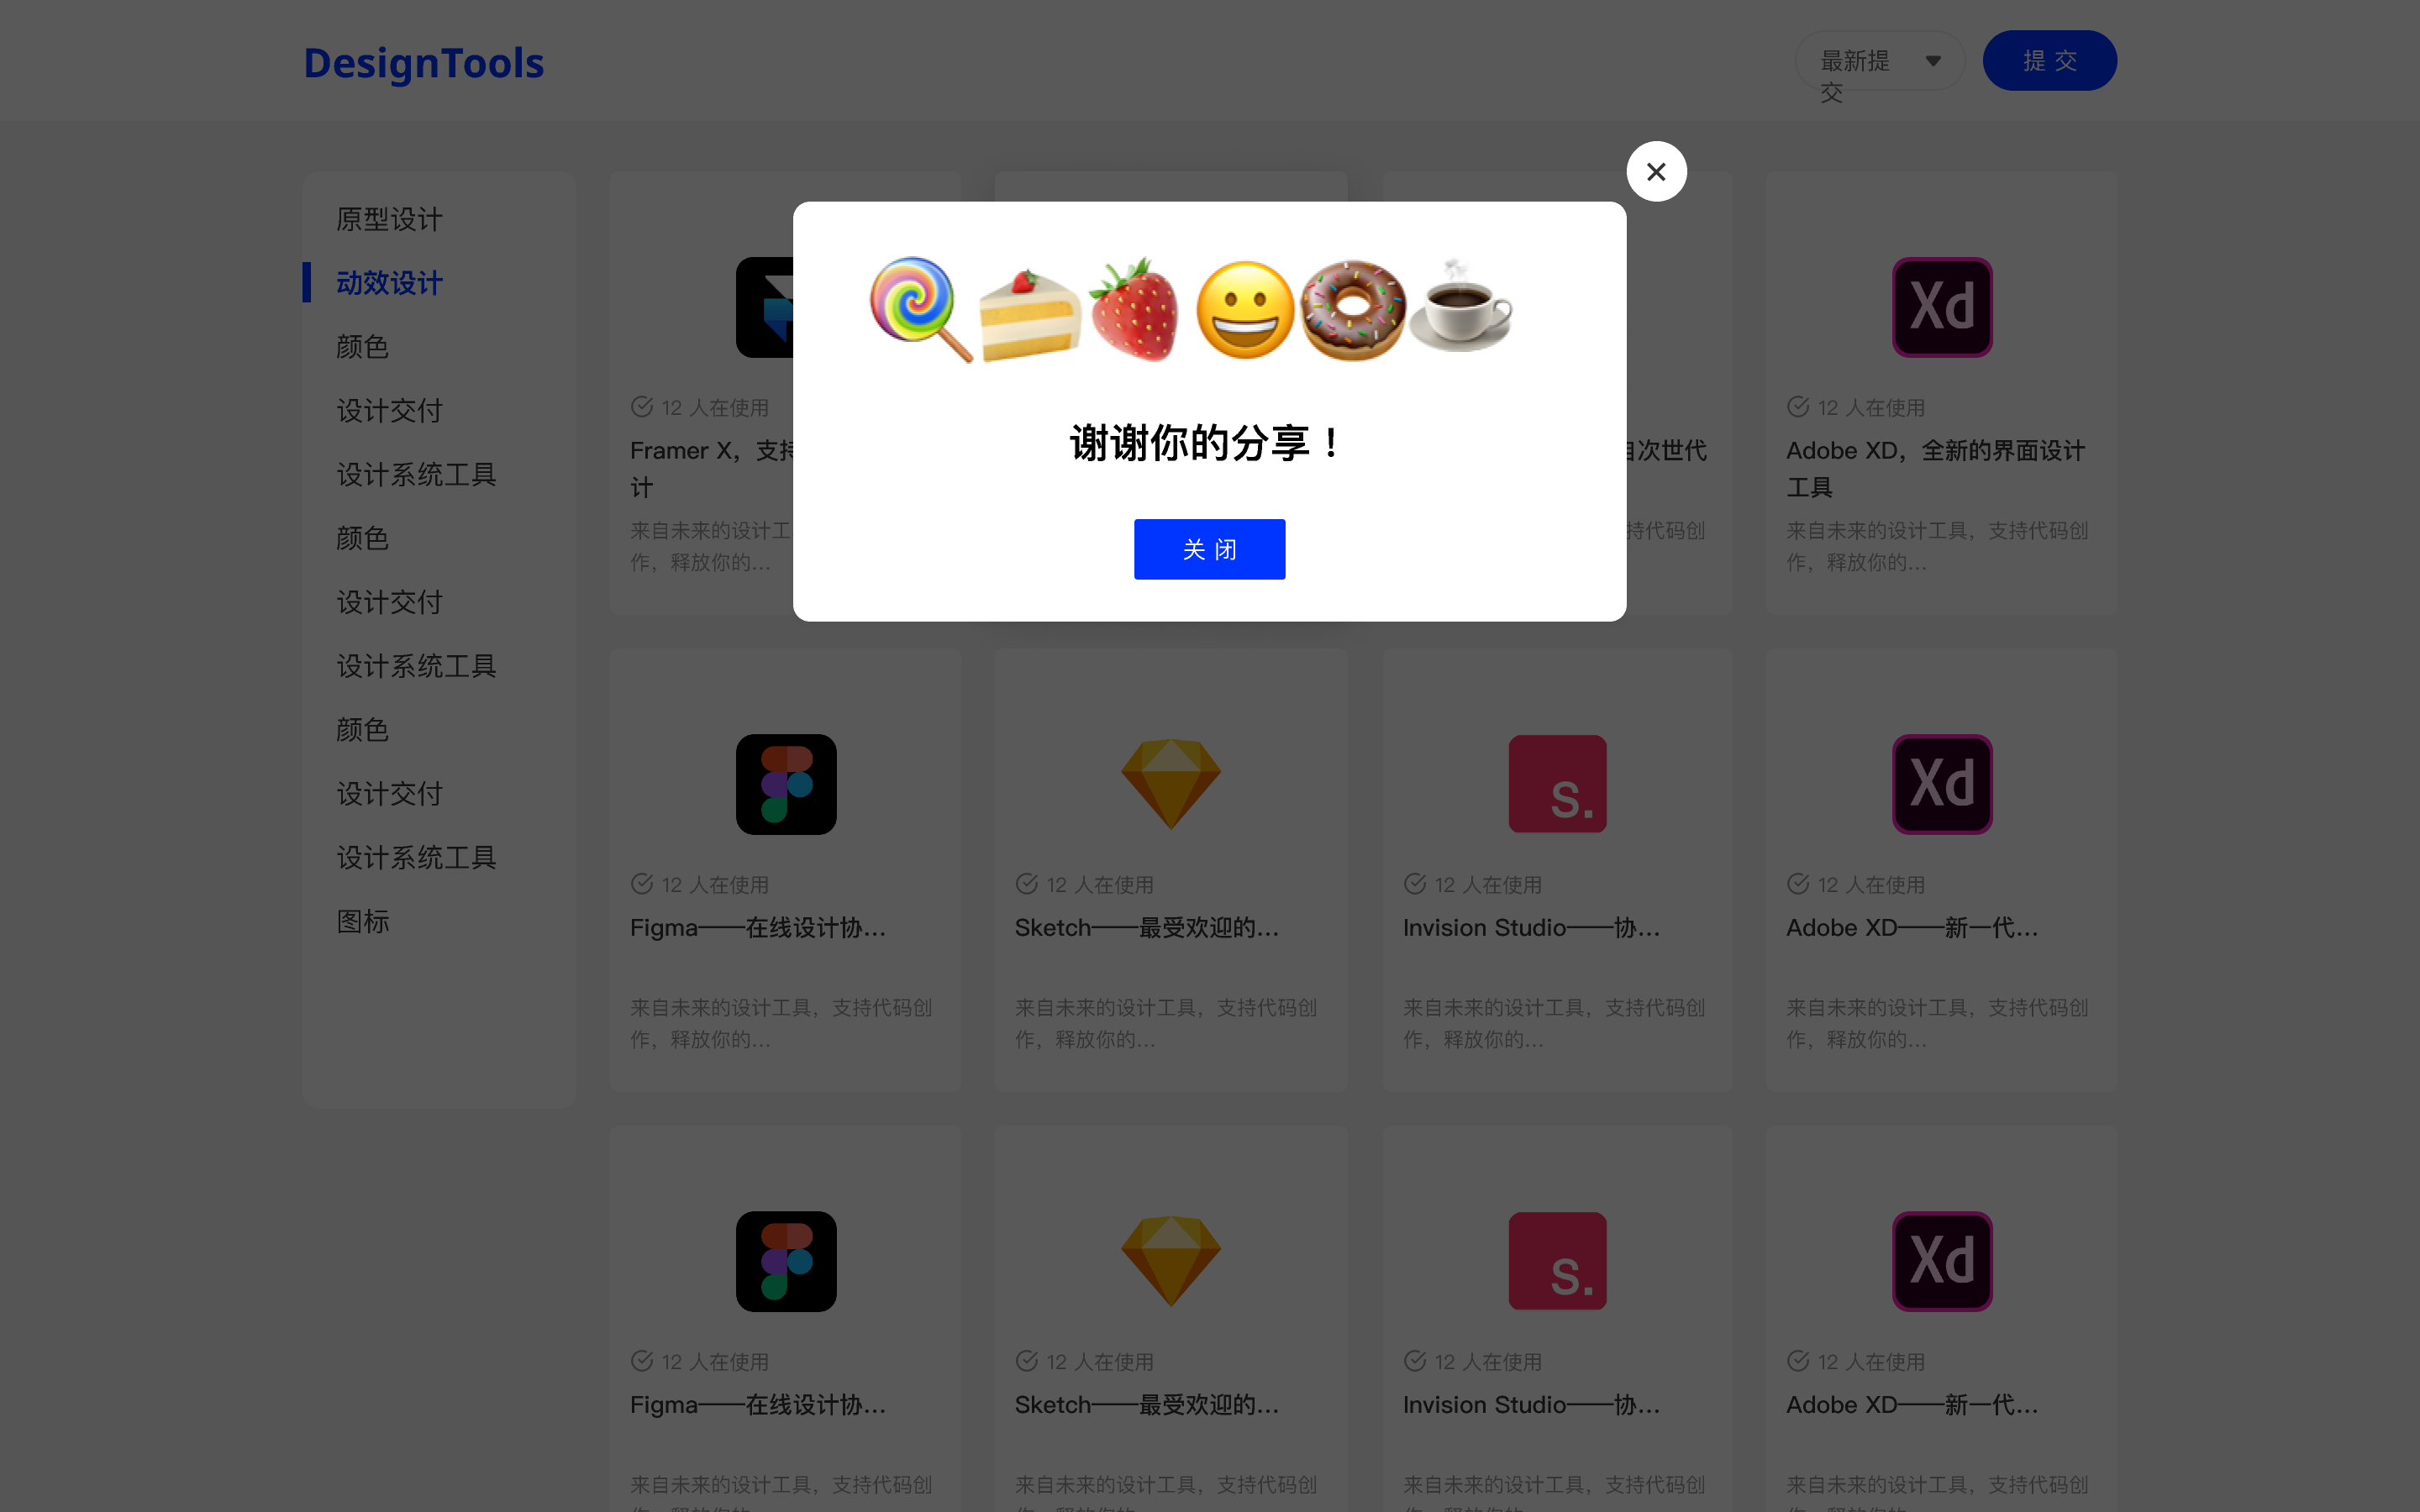 DesignTools
最新提
交
提 交
原型设计
动效设计
颜色
设计交付
设计系统工具
颜色
设计交付
设计系统工具
颜色
设计交付
设计系统工具
图标
🍭🍰🍓😀🍩☕
谢谢你的分享！
关 闭
12 人在使用
Framer X，支持
计
来自未来的设计工
作，释放你的...
次世代
持代码创
Xd
12 人在使用
Adobe XD，全新的界面设计
工具
来自未来的设计工具，支持代码创
作，释放你的...
12 人在使用
Figma——在线设计协...
来自未来的设计工具，支持代码创
作，释放你的...
12 人在使用
Sketch——最受欢迎的...
来自未来的设计工具，支持代码创
作，释放你的...
s.
12 人在使用
Invision Studio——协...
来自未来的设计工具，支持代码创
作，释放你的...
Xd
12 人在使用
Adobe XD——新一代...
来自未来的设计工具，支持代码创
作，释放你的...
12 人在使用
Figma——在线设计协...
来自未来的设计工具，支持代码创
12 人在使用
Sketch——最受欢迎的...
来自未来的设计工具，支持代码创
s.
12 人在使用
Invision Studio——协...
来自未来的设计工具，支持代码创
Xd
12 人在使用
Adobe XD——新一代...
来自未来的设计工具，支持代码创